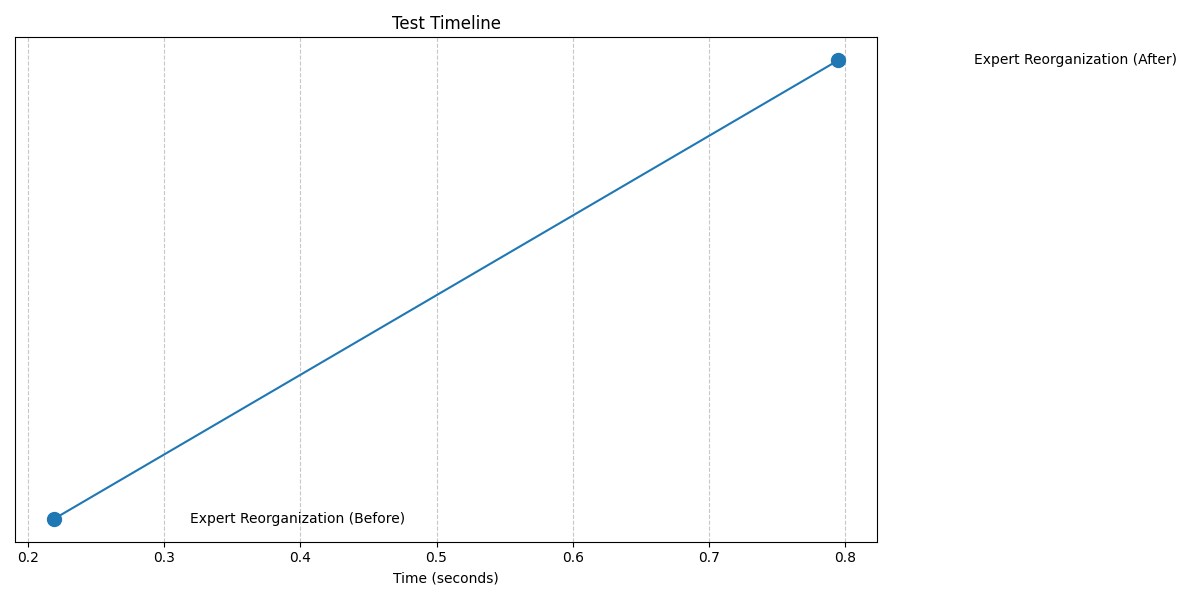 Test Timeline
Expert Reorganization (After)
Expert Reorganization (Before)
0.2 0.3 0.4 0.5 0.6 0.7 0.8
Time (seconds)